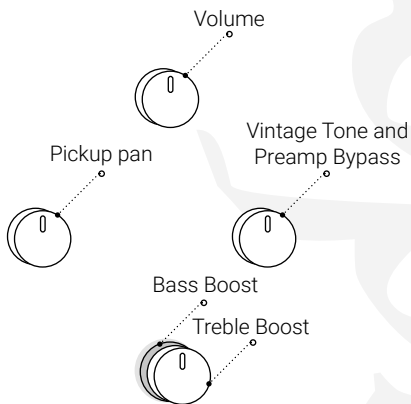 Volume
Pickup pan
Vintage Tone and
Preamp Bypass
Bass Boost
Treble Boost